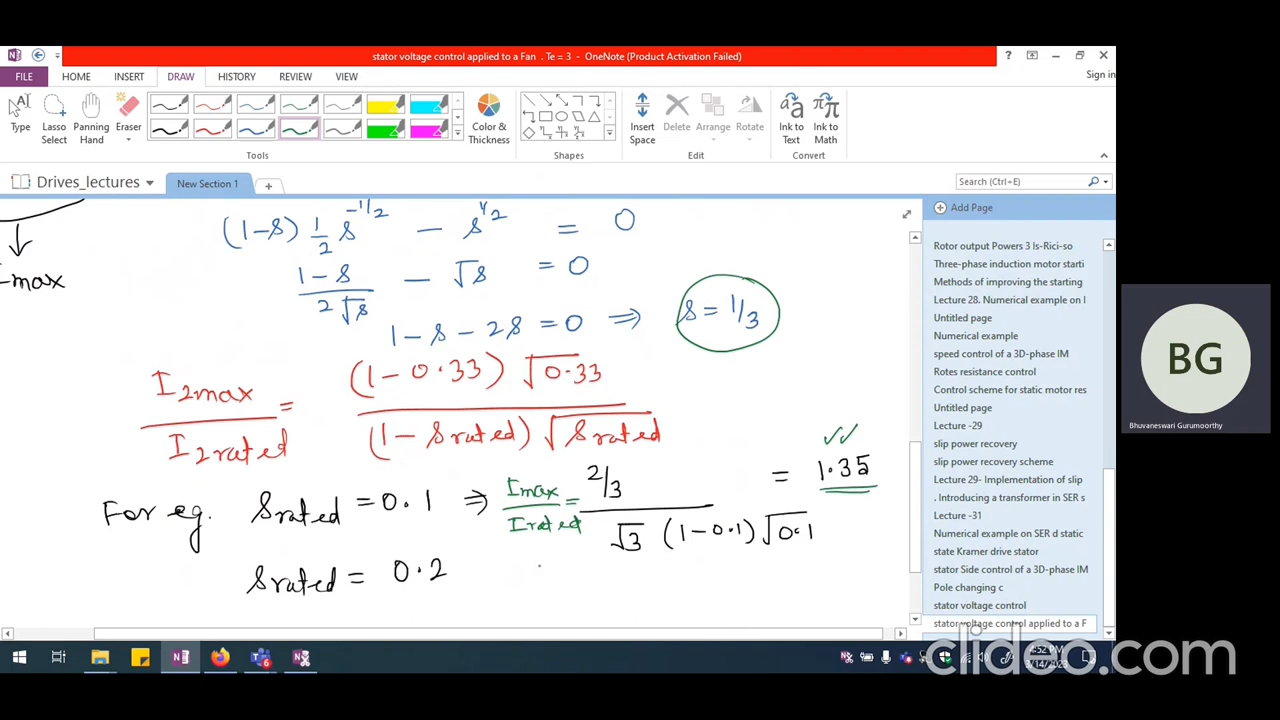 stator voltage control applied to a Fan . Te = 3 - OneNote (Product Activation Failed)
FILE HOME INSERT DRAW HISTORY REVIEW VIEW Sign in
Type Lasso Select Panning Hand Eraser Color & Thickness Insert Space Delete Arrange Rotate Ink to Text Ink to Math
Tools Shapes Edit Convert
Drives_lectures New Section 1 Search (Ctrl+E)
(1-s) 1/2 s^-1/2 - s^1/2 = 0
Imax
(1-s)/(2√s) - √s = 0
1-s-2s = 0 ⇒ s = 1/3
I2max/I2rated = (1-0.33) √0.33 / (1-srated) √srated
For eg. srated = 0.1 ⇒ Imax/Irated = 2/3 / √3 (1-0.1) √0.1 = 1.35
srated = 0.2
Add Page
Rotor output Powers 3 Is-Rici-so
Three-phase induction motor starti
Methods of improving the starting
Lecture 28. Numerical example on l
Untitled page
Numerical example
speed control of a 3D-phase IM
Rotes resistance control
Control scheme for static motor res
Untitled page
Lecture -29
slip power recovery
slip power recovery scheme
Lecture 29- Implementation of slip
. Introducing a transformer in SER s
Lecture -31
Numerical example on SER d static
state Kramer drive stator
stator Side control of a 3D-phase IM
Pole changing c
stator voltage control
stator voltage control applied to a F
BG
Bhuvaneswari Gurumoorthy
4:52 PM
3/14/2023
clideo.com